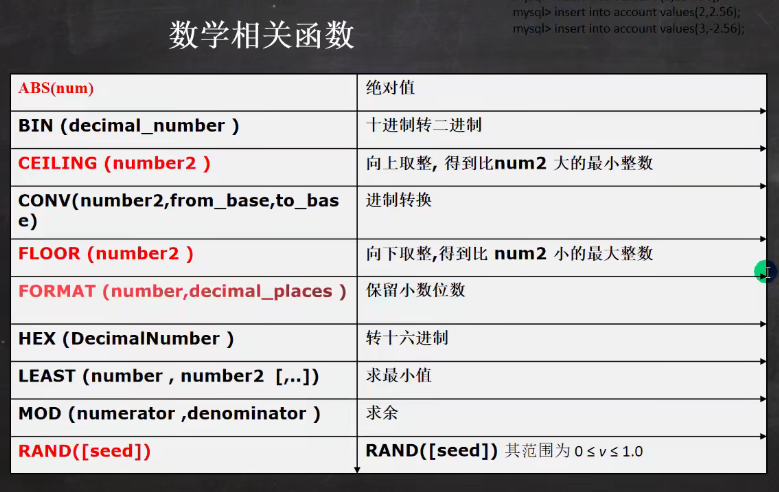 mysql> insert into account values(2,2.56);
mysql> insert into account values(3,-2.56);
数学相关函数
ABS(num) 绝对值
BIN (decimal_number ) 十进制转二进制
CEILING (number2 ) 向上取整, 得到比num2 大的最小整数
CONV(number2,from_base,to_bas
e) 进制转换
FLOOR (number2 ) 向下取整,得到比 num2 小的最大整数
FORMAT (number,decimal_places ) 保留小数位数
HEX (DecimalNumber ) 转十六进制
LEAST (number , number2 [,..]) 求最小值
MOD (numerator ,denominator ) 求余
RAND([seed]) RAND([seed]) 其范围为 0 ≤ v ≤ 1.0